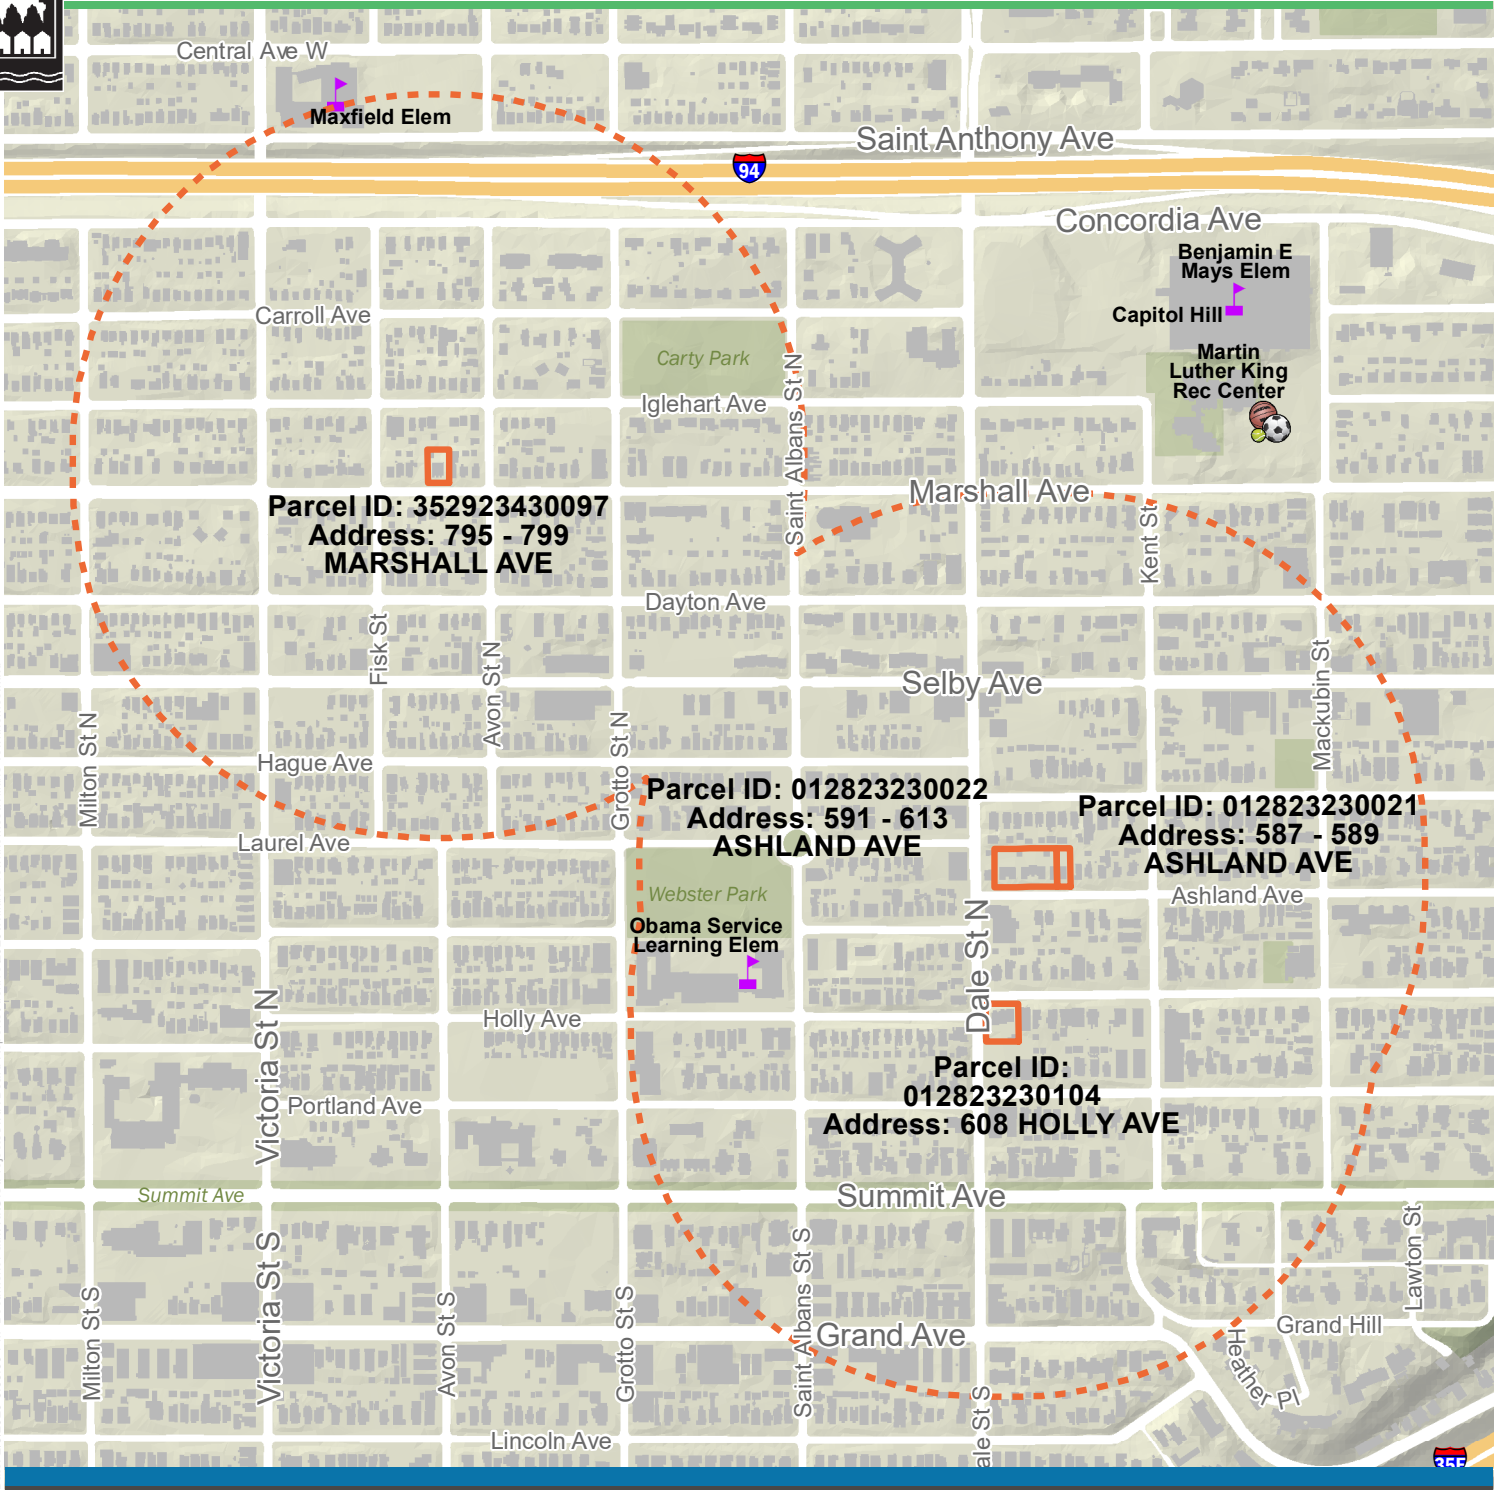 Central Ave W
Maxfield Elem
Saint Anthony Ave
94
Concordia Ave
Benjamin E
Mays Elem
Capitol Hill
Carroll Ave
Martin
Luther King
Rec Center
Carty Park
Iglehart Ave
Saint Albans St N
Marshall Ave
Parcel ID: 352923430097
Address: 795 - 799
MARSHALL AVE
Kent St
Dayton Ave
Fisk St
Avon St N
Selby Ave
Mackubin St
Milton St N
Grotto St N
Hague Ave
Parcel ID: 012823230022
Address: 591 - 613
ASHLAND AVE
Parcel ID: 012823230021
Address: 587 - 589
ASHLAND AVE
Laurel Ave
Webster Park
Ashland Ave
Obama Service
Learning Elem
Dale St N
Victoria St N
Holly Ave
Parcel ID:
012823230104
Address: 608 HOLLY AVE
Portland Ave
Summit Ave
Summit Ave
Milton St S
Victoria St S
Avon St S
Grotto St S
Saint Albans St S
Lawton St
Grand Ave
Grand Hill
Heather Pl
ale St S
Lincoln Ave
35E